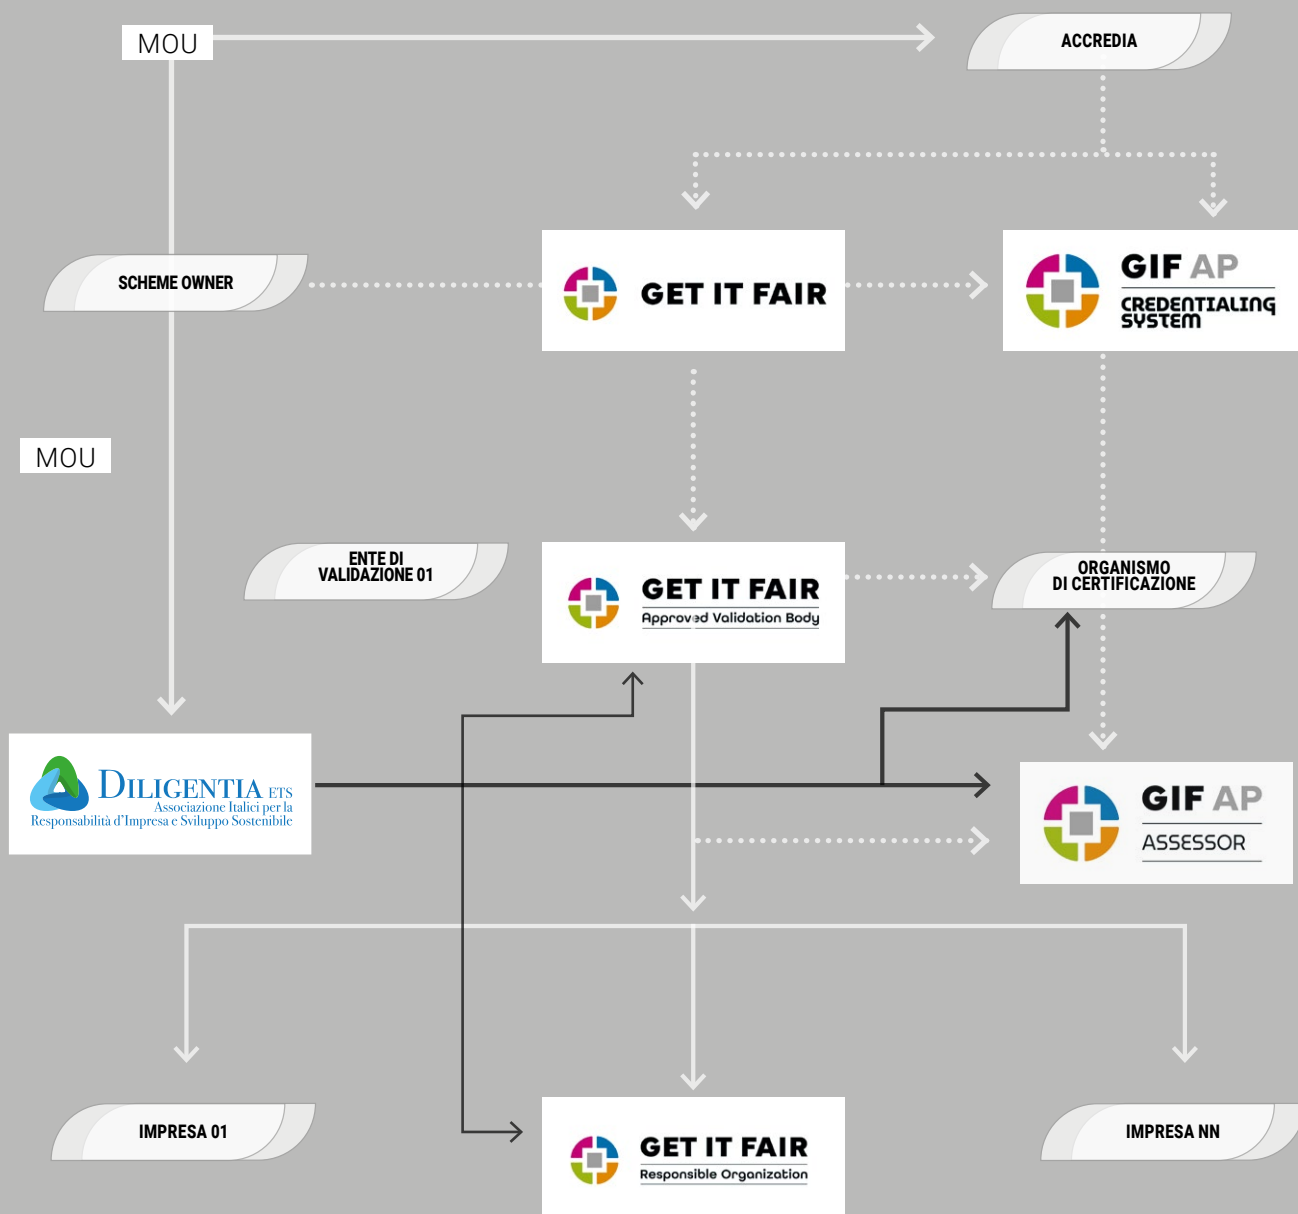 MOU
ACCREDIA
SCHEME OWNER
GET IT FAIR
GIF AP
CREDENTIALING
SYSTEM
MOU
ENTE DI
VALIDAZIONE 01
GET IT FAIR
Approved Validation Body
ORGANISMO
DI CERTIFICAZIONE
DILIGENTIA ETS
Associazione Italici per la
Responsabilità d'Impresa e Sviluppo Sostenibile
GIF AP
ASSESSOR
IMPRESA 01
GET IT FAIR
Responsible Organization
IMPRESA NN